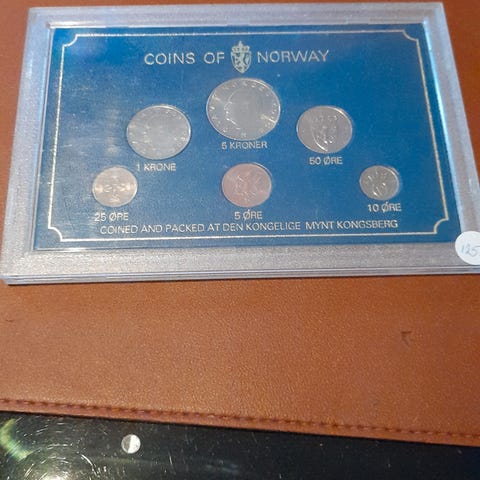 COINS OF NORWAY
1 KRONE
5 KRONER
50 ØRE
25 ØRE
5 ØRE
10 ØRE
COINED AND PACKED AT DEN KONGELIGE MYNT KONGSBERG
125